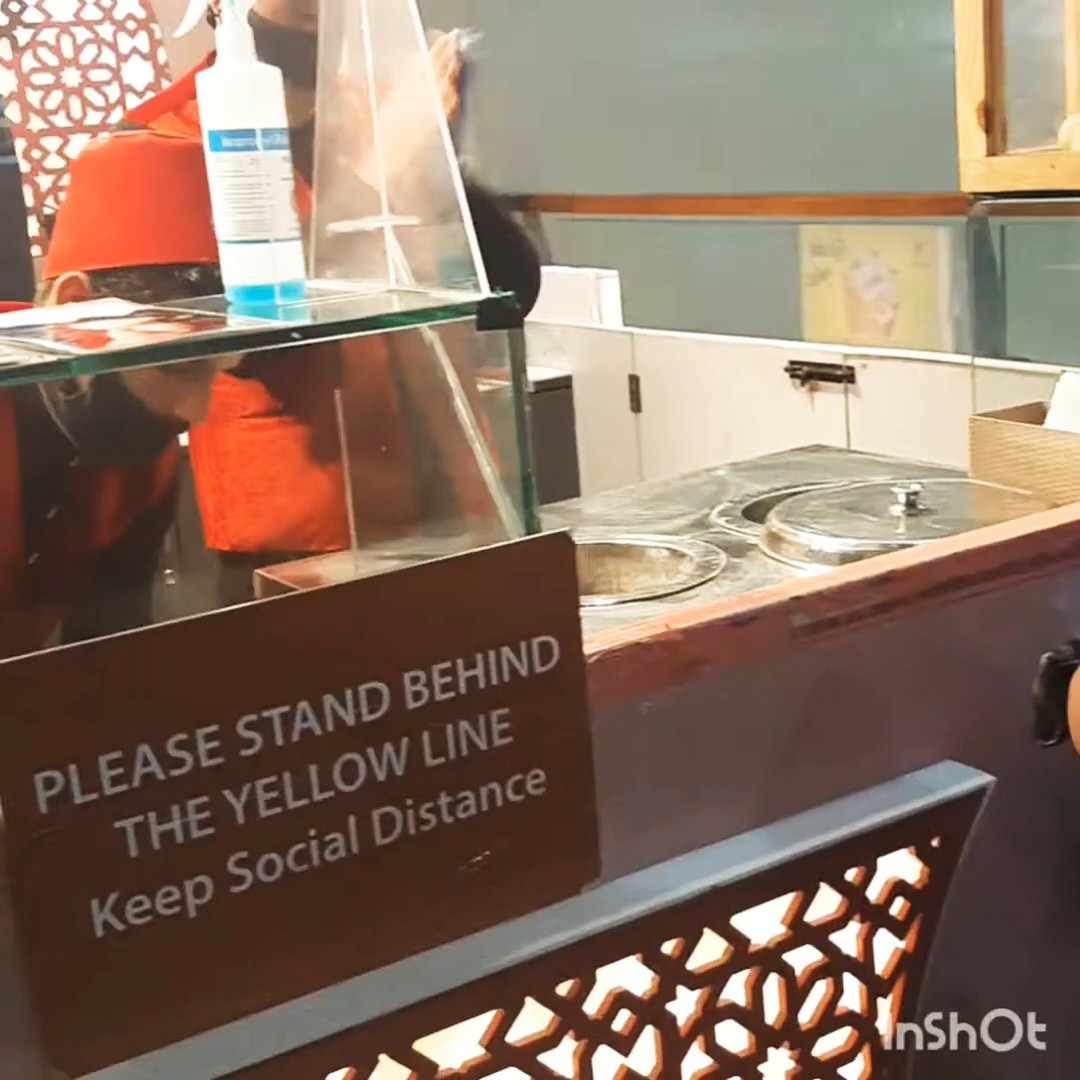 PLEASE STAND BEHIND
THE YELLOW LINE
Keep Social Distance
InShOt